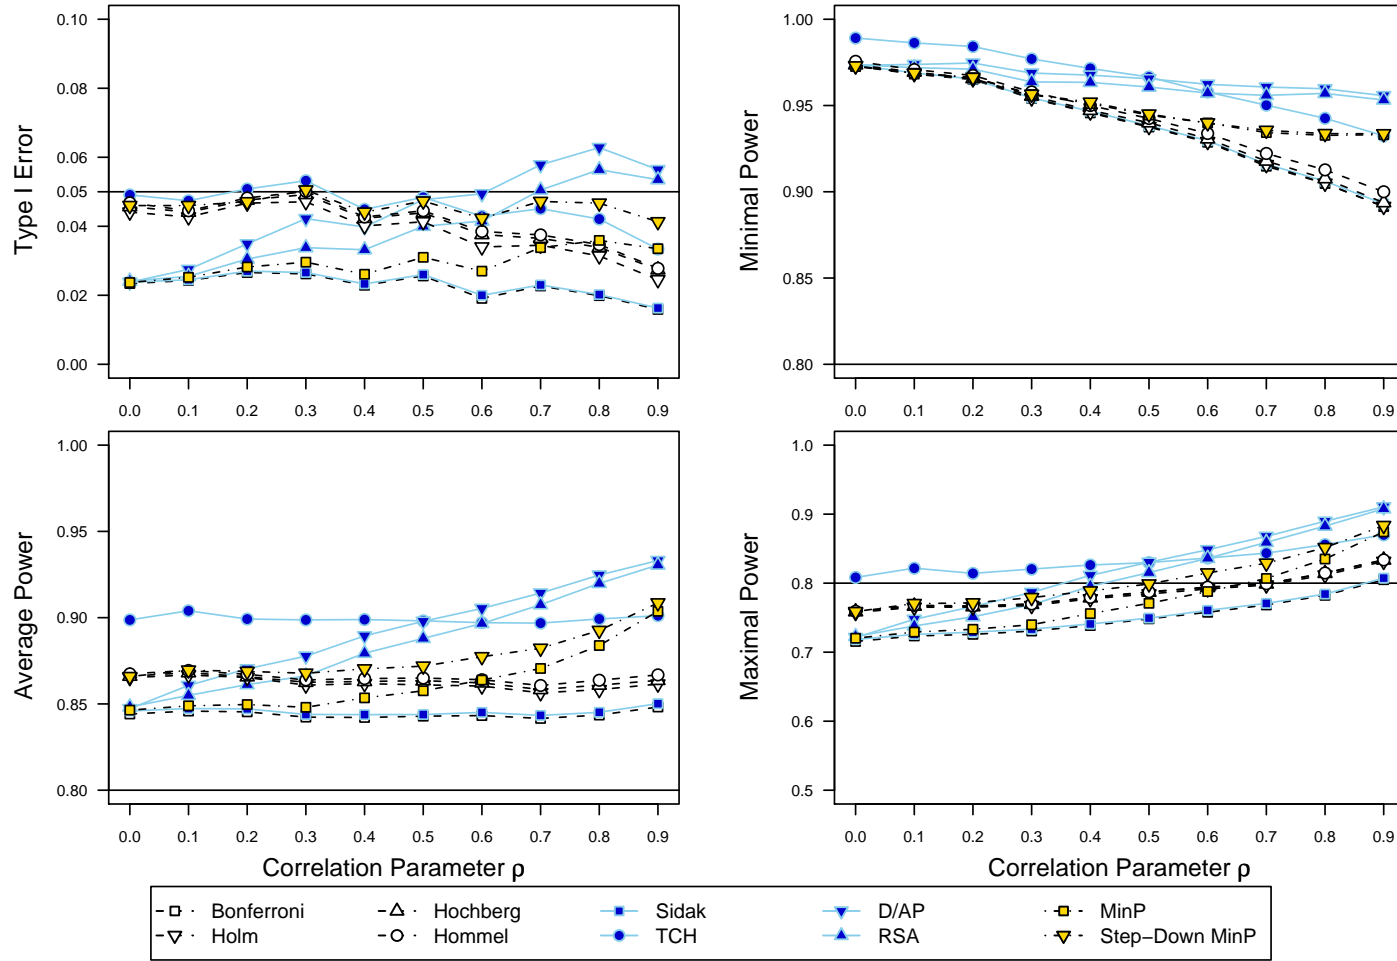 Type I Error
0.10
0.08
0.06
0.05
0.04
0.02
0.00
0.0 0.1 0.2 0.3 0.4 0.5 0.6 0.7 0.8 0.9
Minimal Power
1.00
0.95
0.90
0.85
0.80
0.0 0.1 0.2 0.3 0.4 0.5 0.6 0.7 0.8 0.9
Average Power
1.00
0.95
0.90
0.85
0.80
0.0 0.1 0.2 0.3 0.4 0.5 0.6 0.7 0.8 0.9
Correlation Parameter ρ
Maximal Power
1.0
0.9
0.8
0.7
0.6
0.5
0.0 0.1 0.2 0.3 0.4 0.5 0.6 0.7 0.8 0.9
Correlation Parameter ρ
Bonferroni Hochberg Sidak D/AP MinP
Holm Hommel TCH RSA Step−Down MinP